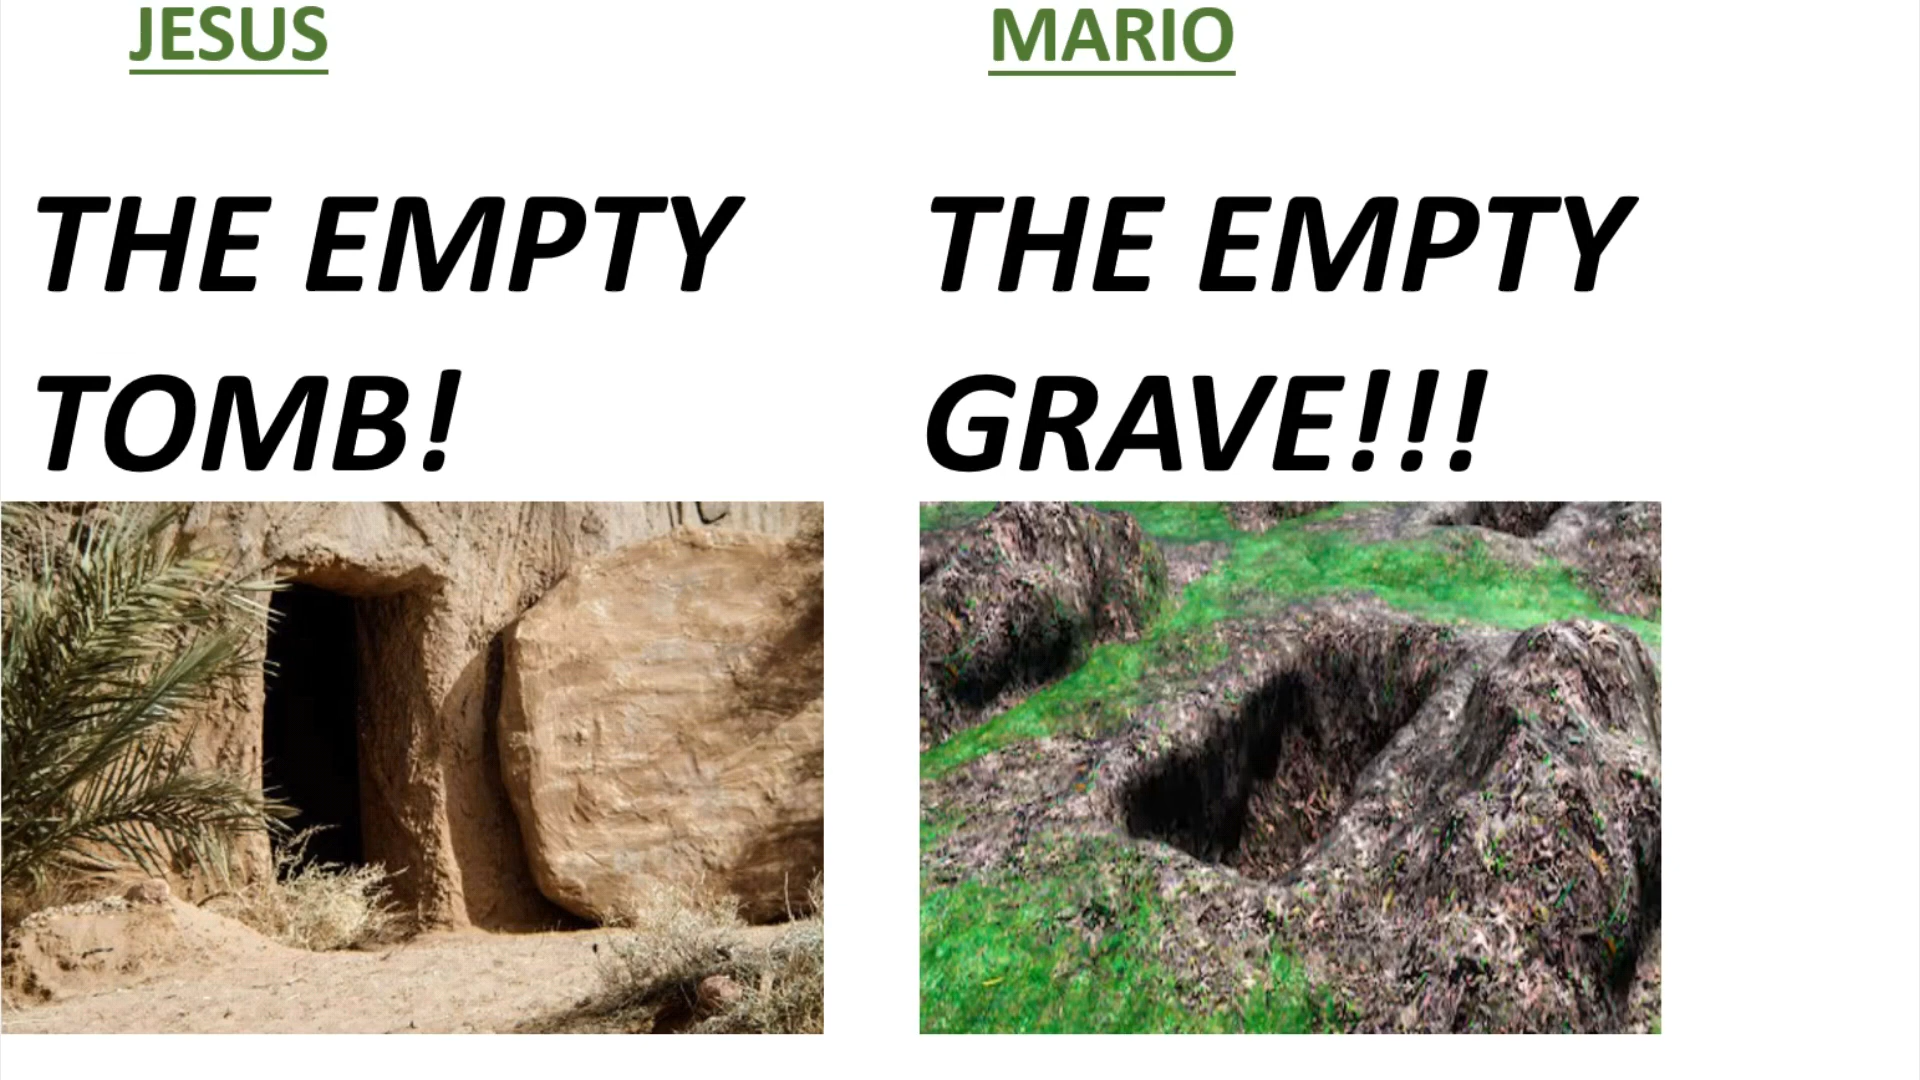 JESUS
THE EMPTY
TOMB!
MARIO
THE EMPTY
GRAVE!!!